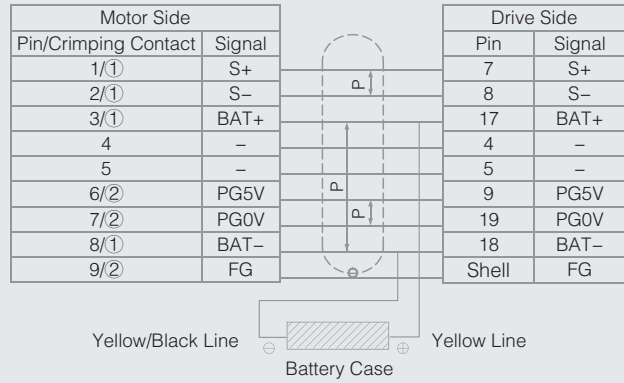 Motor Side Drive Side
Pin/Crimping Contact Signal Pin Signal
1/① S+ 7 S+
2/① S− P 8 S−
3/① BAT+ 17 BAT+
4 – 4 –
5 – 5 –
6/② PG5V P 9 PG5V
7/② PG0V P 19 PG0V
8/① BAT− 18 BAT−
9/② FG Shell FG
Yellow/Black Line ⊖ ⊕ Yellow Line
Battery Case